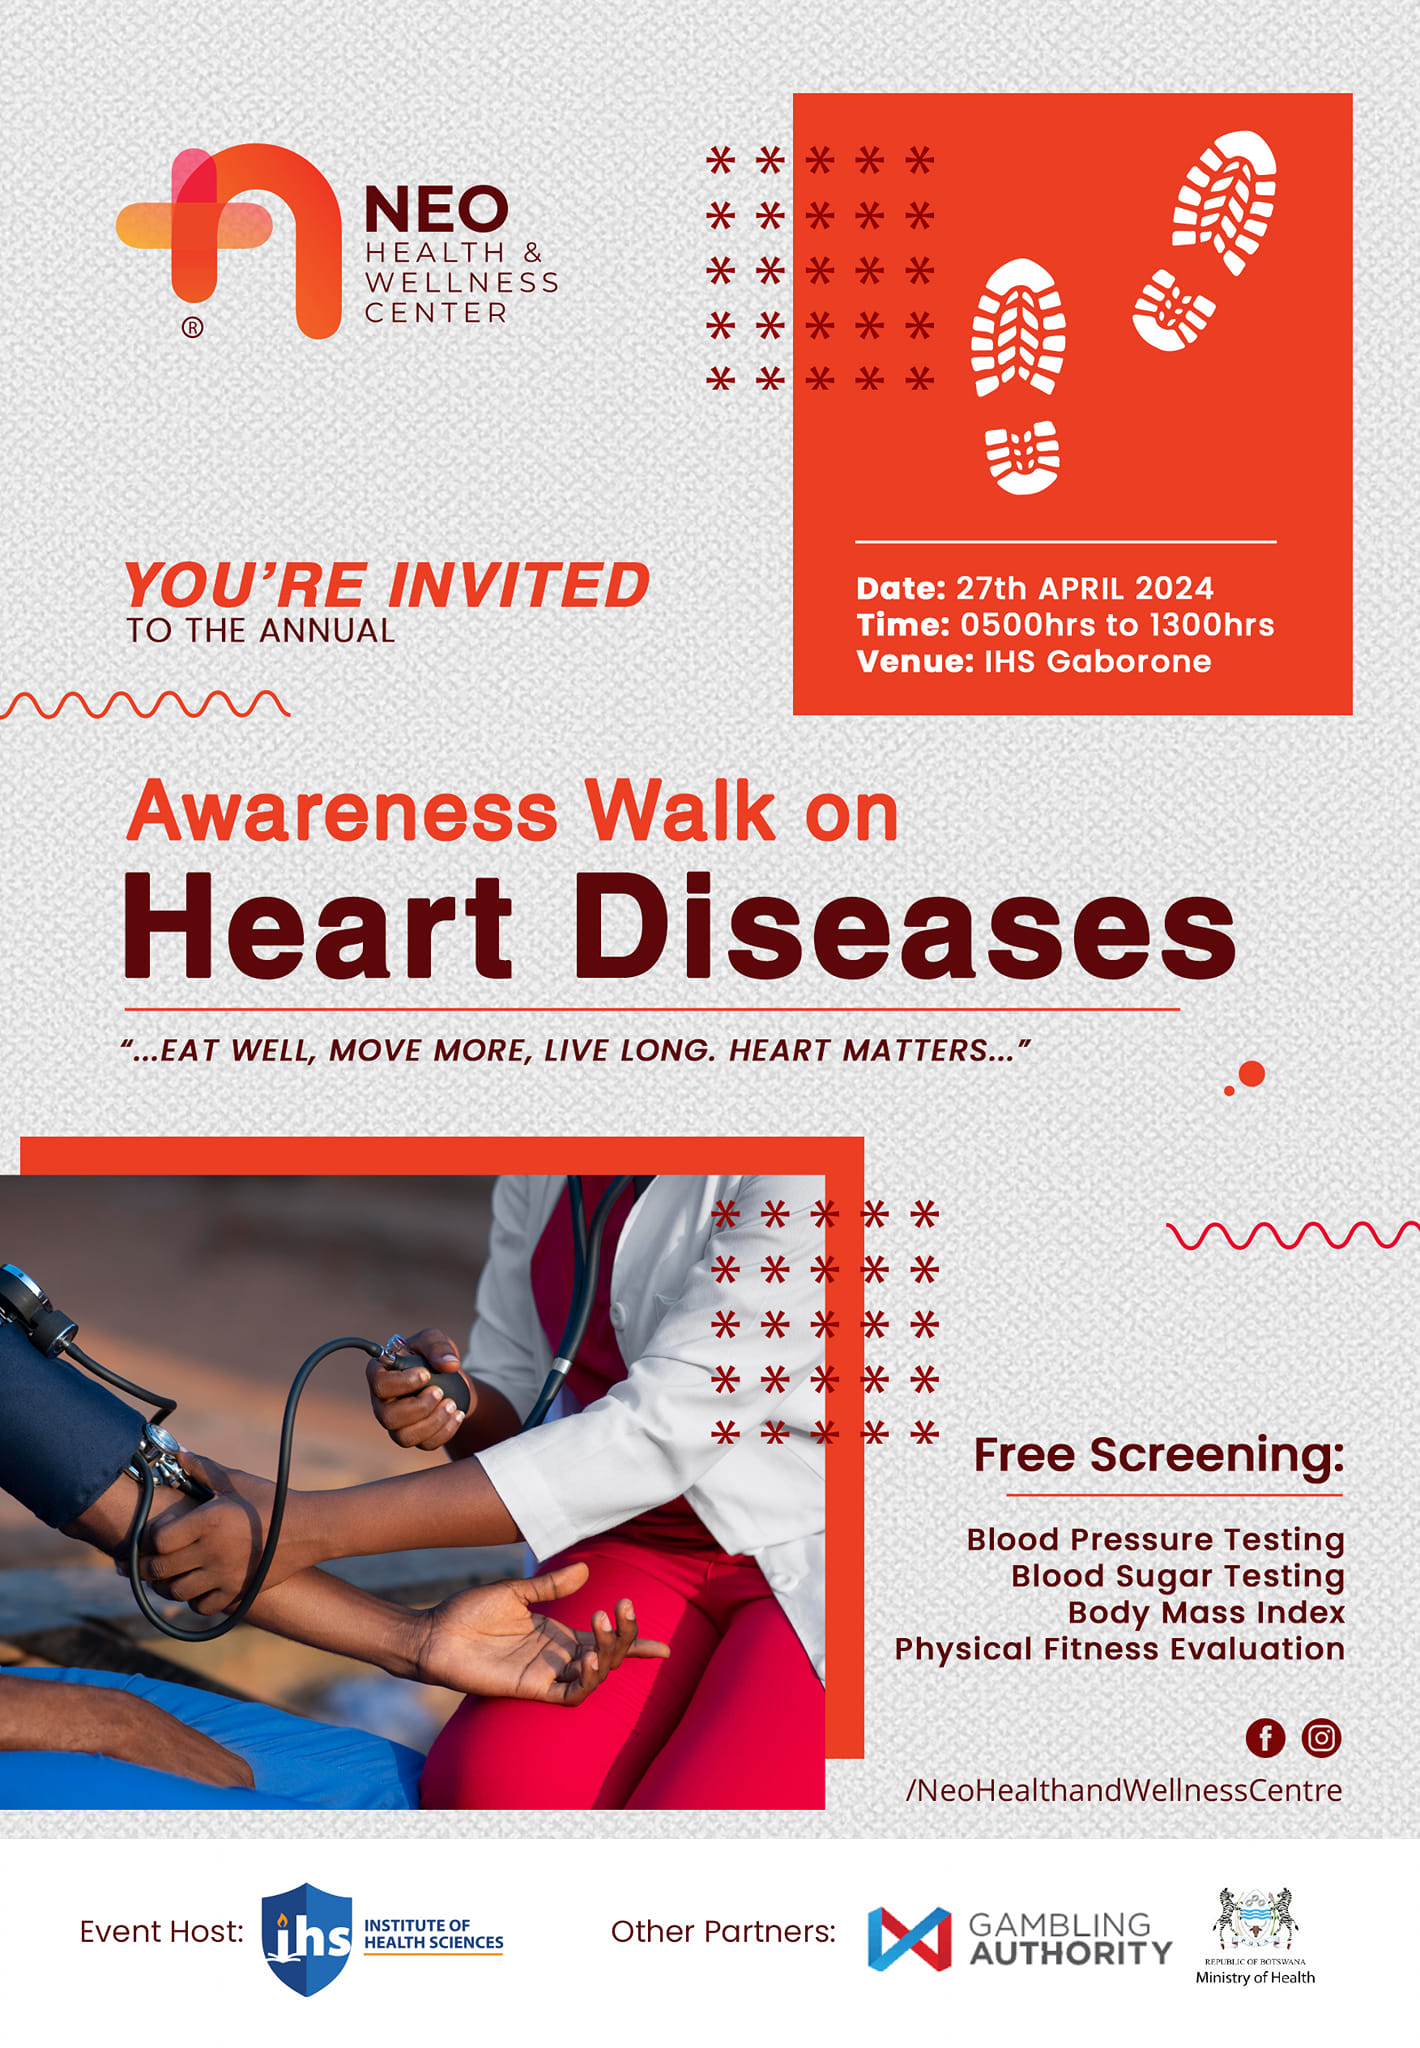 NEO
HEALTH &
WELLNESS
CENTER
®
Date: 27th APRIL 2024
Time: 0500hrs to 1300hrs
Venue: IHS Gaborone
YOU'RE INVITED
TO THE ANNUAL
Awareness Walk on
Heart Diseases
"...EAT WELL, MOVE MORE, LIVE LONG. HEART MATTERS..."
Free Screening:
Blood Pressure Testing
Blood Sugar Testing
Body Mass Index
Physical Fitness Evaluation
/NeoHealthandWellnessCentre
Event Host:
ihs
INSTITUTE OF
HEALTH SCIENCES
Other Partners:
GAMBLING
AUTHORITY
REPUBLIC OF BOTSWANA
Ministry of Health